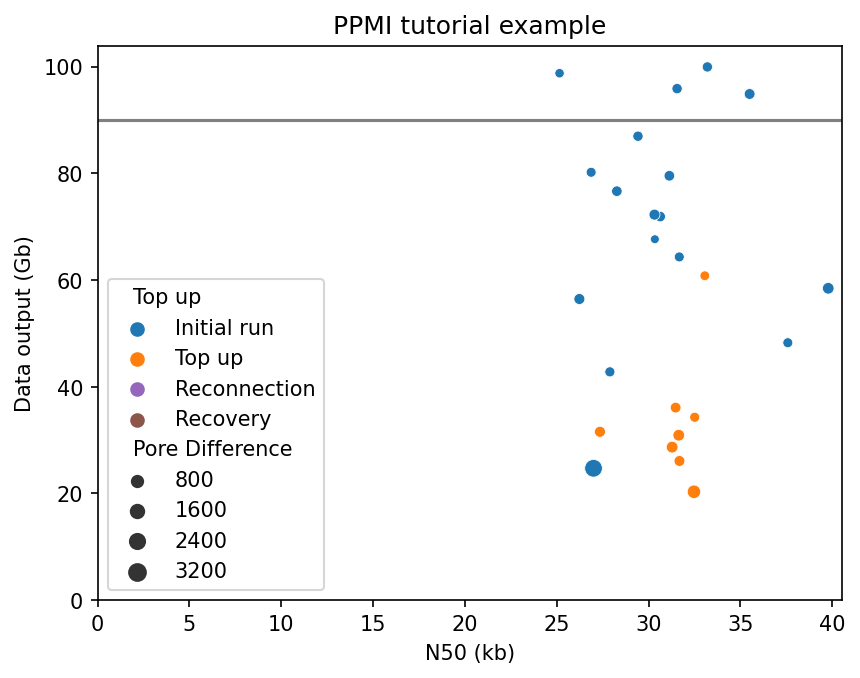 PPMI tutorial example
Data output (Gb)
100
80
60
40
20
0
Top up
Initial run
Top up
Reconnection
Recovery
Pore Difference
800
1600
2400
3200
0 5 10 15 20 25 30 35 40
N50 (kb)